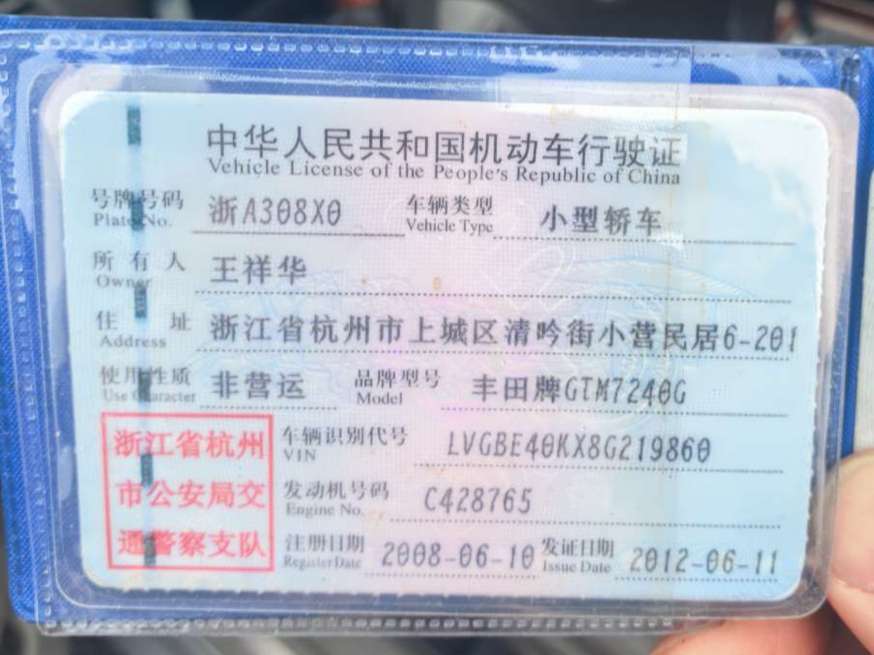 中华人民共和国机动车行驶证
Vehicle License of the People's Republic of China
号牌号码 浙A308X0 车辆类型 小型轿车
Plate No. Vehicle Type
所有人 王祥华
Owner
住址 浙江省杭州市上城区清吟街小营民居6-201
Address
使用性质 非营运 品牌型号 丰田牌GTM7240G
Use Character Model
浙江省杭州
市公安局交
通警察支队
车辆识别代号 LVGBE40KX8G219860
VIN
发动机号码 C428765
Engine No.
注册日期 2008-06-10 发证日期 2012-06-11
Register Date Issue Date